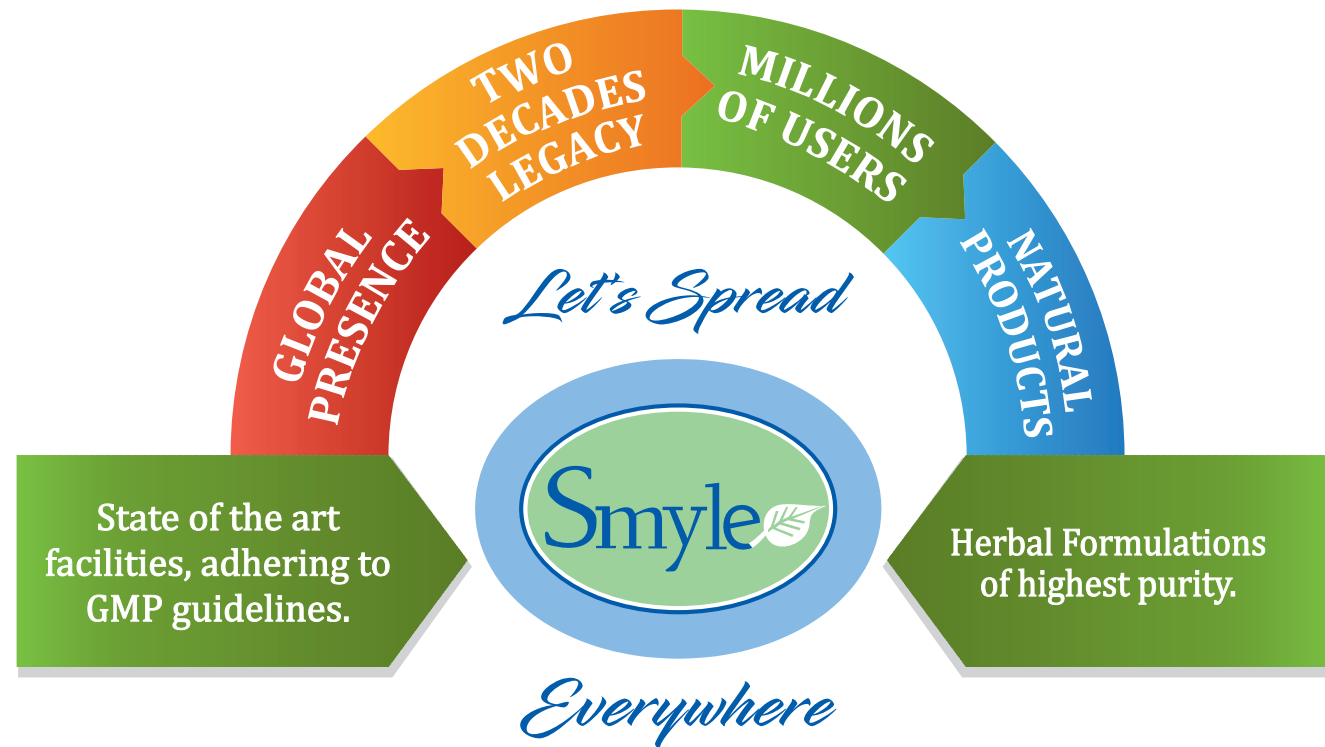 GLOBAL
PRESENCE
TWO
DECADES
LEGACY
MILLIONS
OF USERS
NATURAL
PRODUCTS
Let's Spread
Smyle
Everywhere
State of the art
facilities, adhering to
GMP guidelines.
Herbal Formulations
of highest purity.